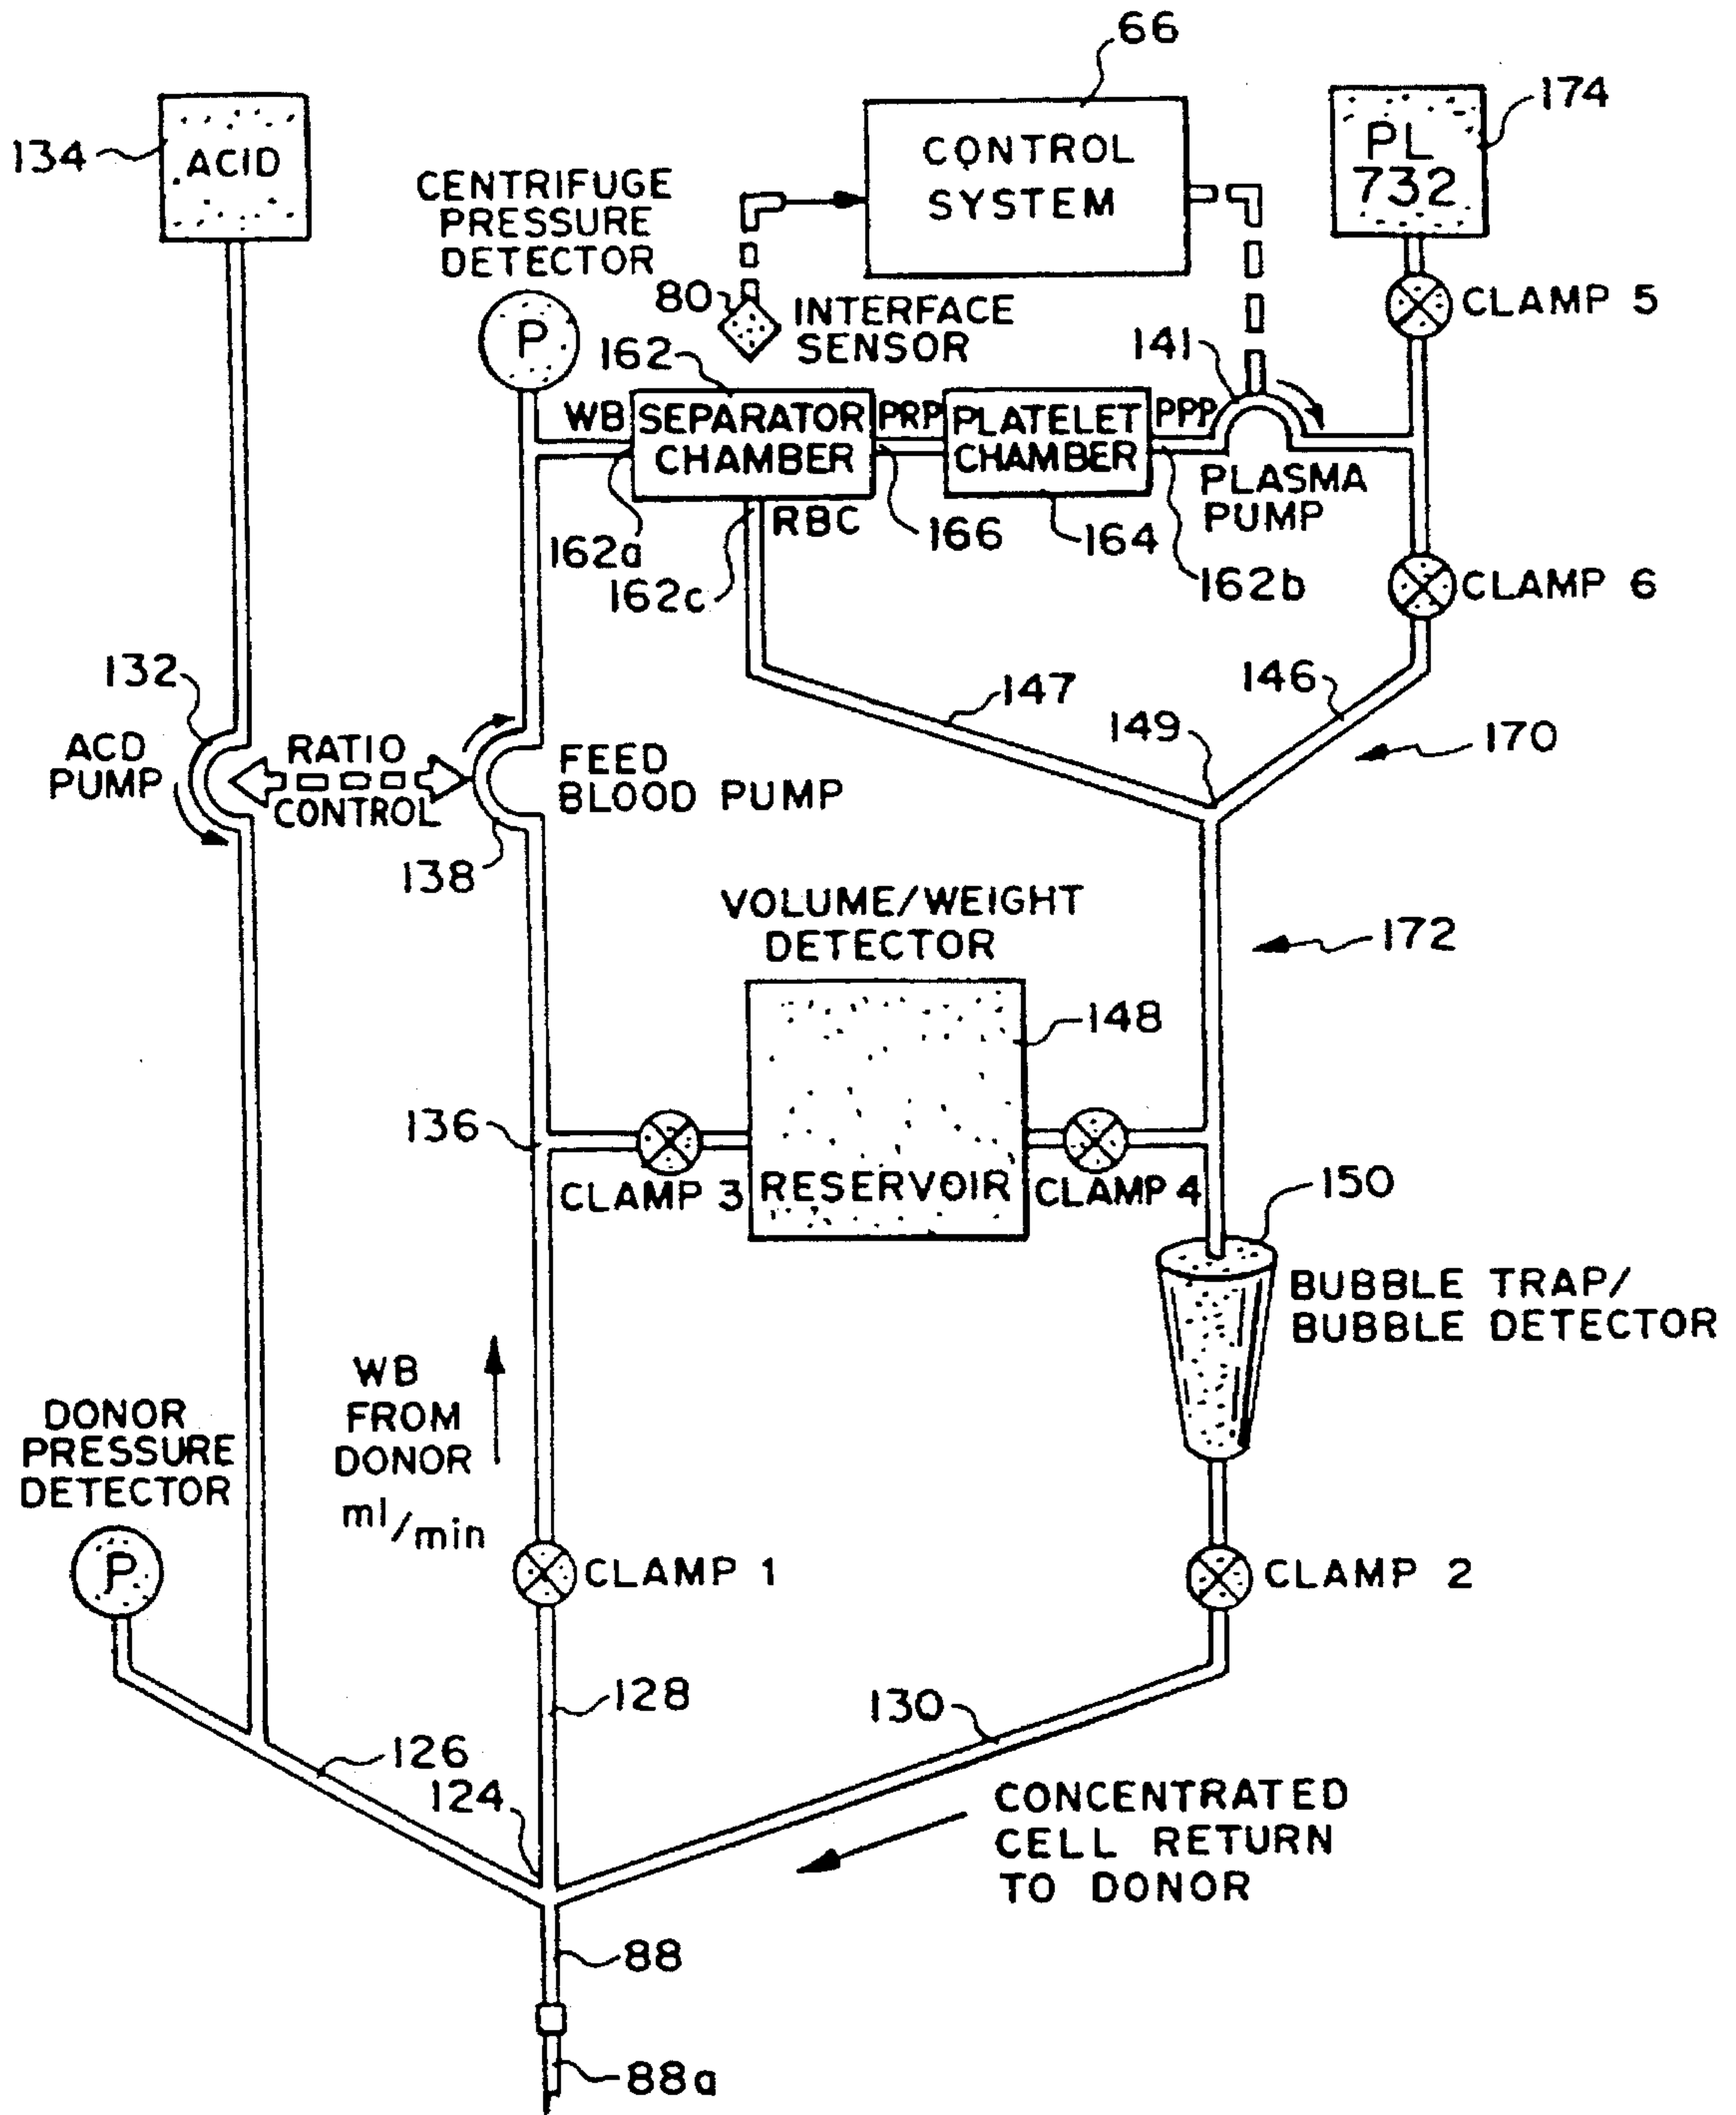 66
134
ACID
CONTROL
SYSTEM
PL
732
174
CENTRIFUGE
PRESSURE
DETECTOR
P
80
INTERFACE
SENSOR
CLAMP 5
162
141
WB
SEPARATOR
CHAMBER
PRP
PLATELET
CHAMBER
PPP
PLASMA
PUMP
162a
RBC
166
164
162b
162c
CLAMP 6
132
147
146
149
170
ACD
PUMP
RATIO
CONTROL
FEED
BLOOD PUMP
138
VOLUME/WEIGHT
DETECTOR
172
148
136
CLAMP 3
RESERVOIR
CLAMP 4
150
BUBBLE TRAP/
BUBBLE DETECTOR
WB
FROM
DONOR
ml/min
DONOR
PRESSURE
DETECTOR
P
CLAMP 1
CLAMP 2
128
130
126
124
CONCENTRATED
CELL RETURN
TO DONOR
88
88a